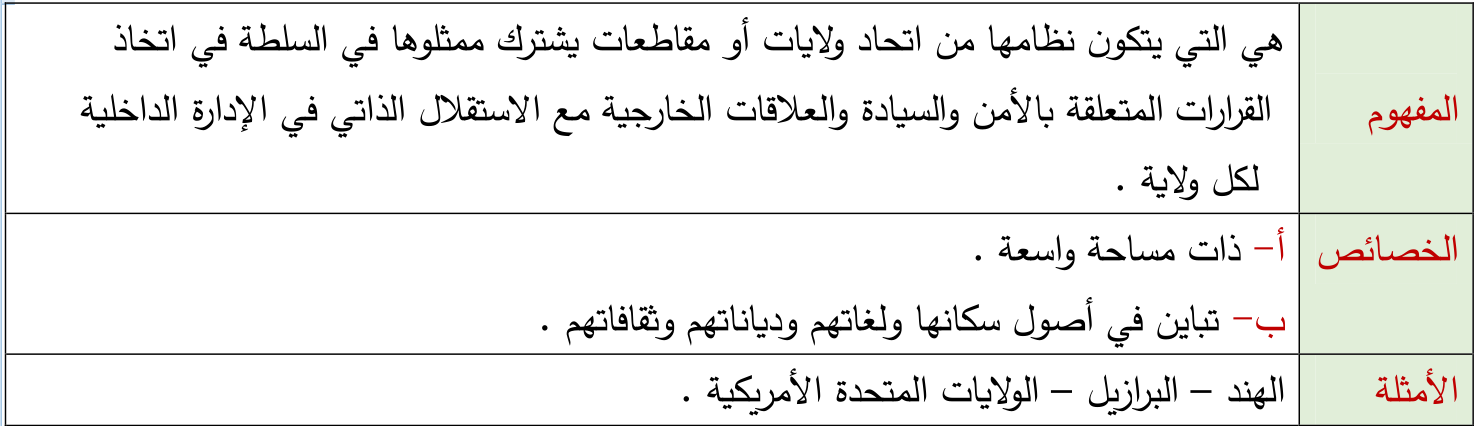 المفهوم
هي التي يتكون نظامها من اتحاد ولايات أو مقاطعات يشترك ممثلوها في السلطة في اتخاذ
القرارات المتعلقة بالأمن والسيادة والعلاقات الخارجية مع الاستقلال الذاتي في الإدارة الداخلية
لكل ولاية .
الخصائص
أ– ذات مساحة واسعة .
ب– تباين في أصول سكانها ولغاتهم ودياناتهم وثقافاتهم .
الأمثلة
الهند – البرازيل – الولايات المتحدة الأمريكية .